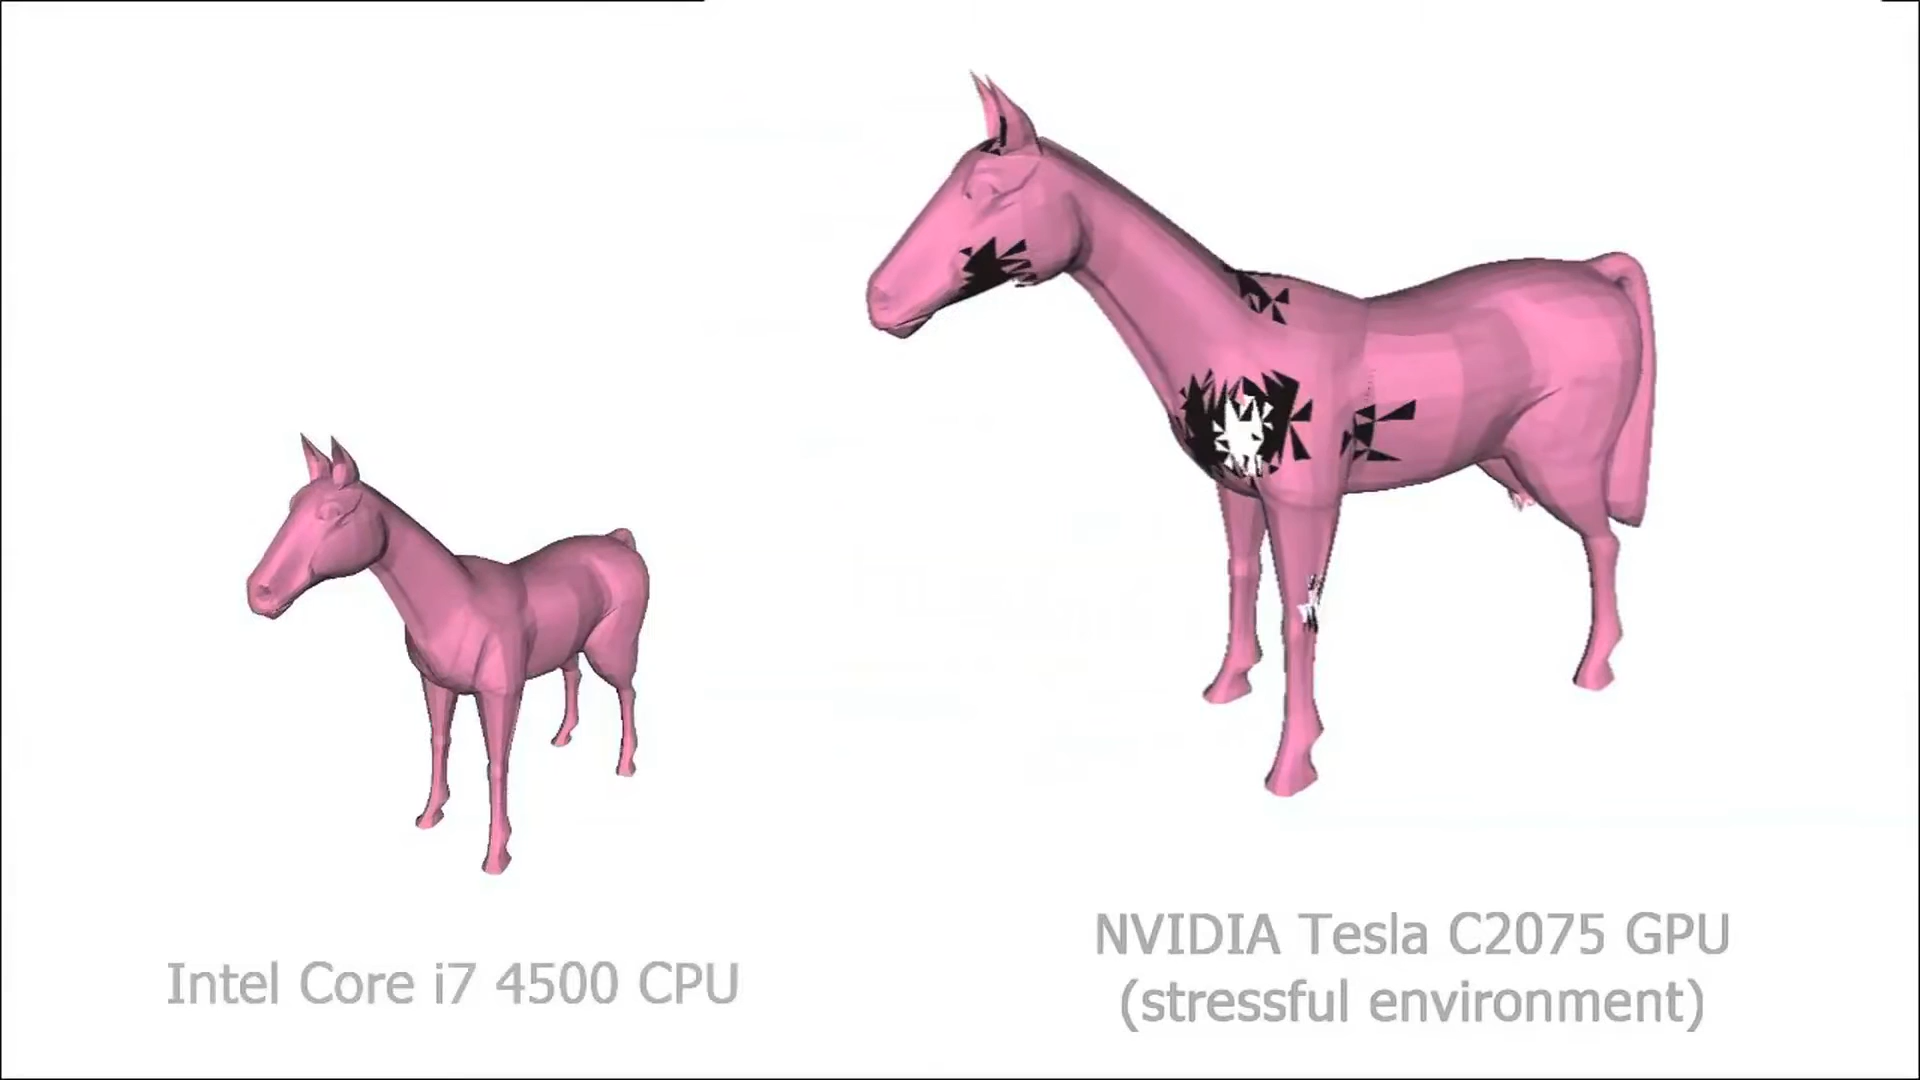 Intel Core i7 4500 CPU
NVIDIA Tesla C2075 GPU
(stressful environment)